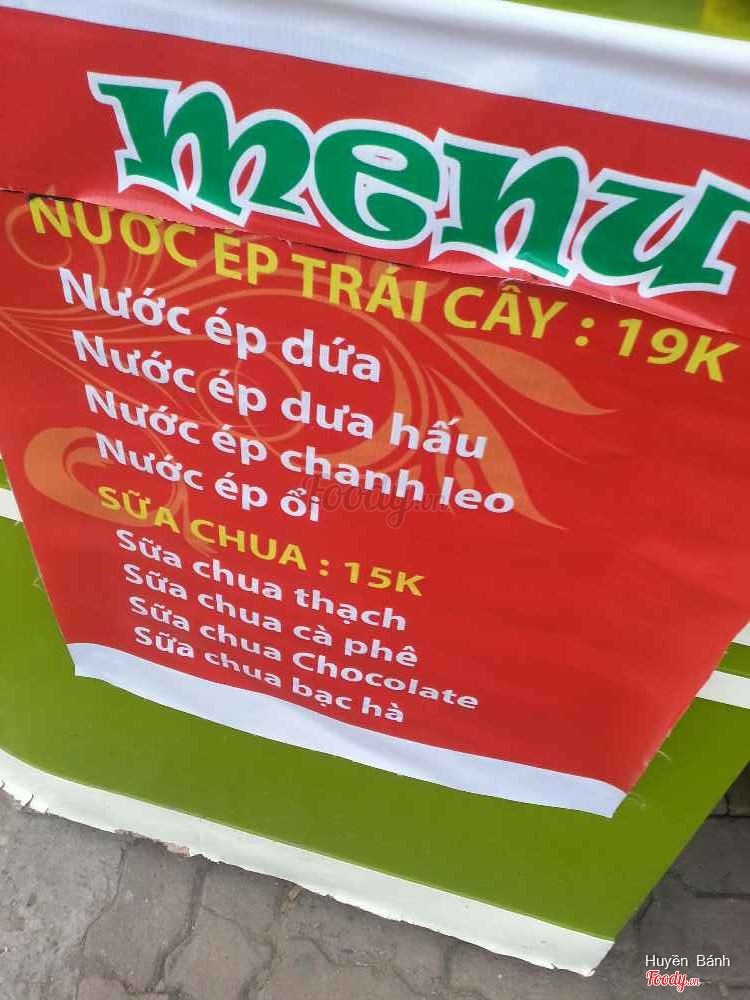 menu
NƯỚC ÉP TRÁI CÂY : 19K
Nước ép dứa
Nước ép dưa hấu
Nước ép chanh leo
Nước ép ổi
SỮA CHUA : 15K
Sữa chua thạch
Sữa chua cà phê
Sữa chua Chocolate
Sữa chua bạc hà
Foody.vn
Huyền Bánh
Foody.vn